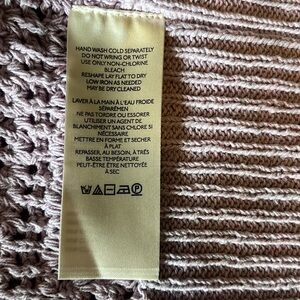 HAND WASH COLD SEPARATELY
DO NOT WRING OR TWIST
USE ONLY NON-CHLORINE
BLEACH
RESHAPE LAY FLAT TO DRY
LOW IRON AS NEEDED
MAY BE DRY CLEANED
LAVER À LA MAIN À L'EAU FROIDE
SÉPARÉMEN
NE PAS TORDRE OU ESSORER
UTILISER UN AGENT DE
BLANCHIMENT SANS CHLORE SI
NÉCESSAIRE
METTRE EN FORME ET SÉCHER
À PLAT
REPASSER, AU BESOIN, À TRÈS
BASSE TEMPÉRATURE
PEUT-ÊTRE ÊTRE NETTOYÉE
À SEC